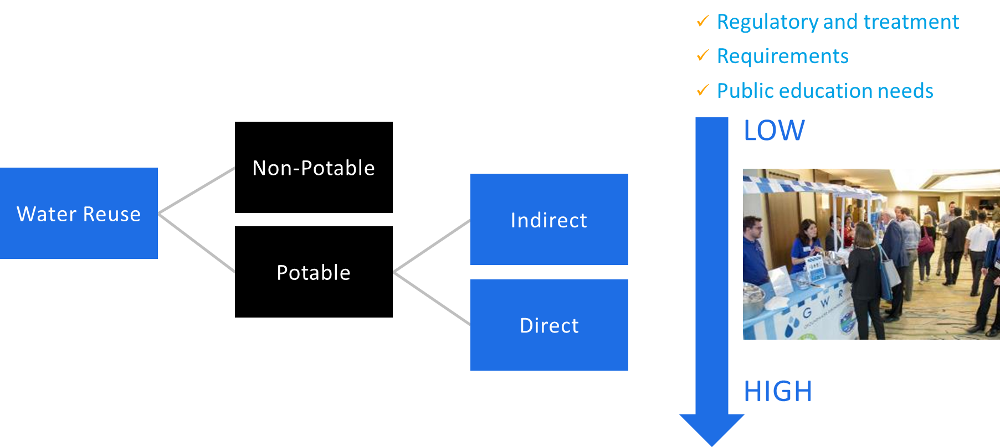 Regulatory and treatment
Requirements
Public education needs
LOW
Non-Potable
Water Reuse
Indirect
Potable
Direct
G W R
HIGH